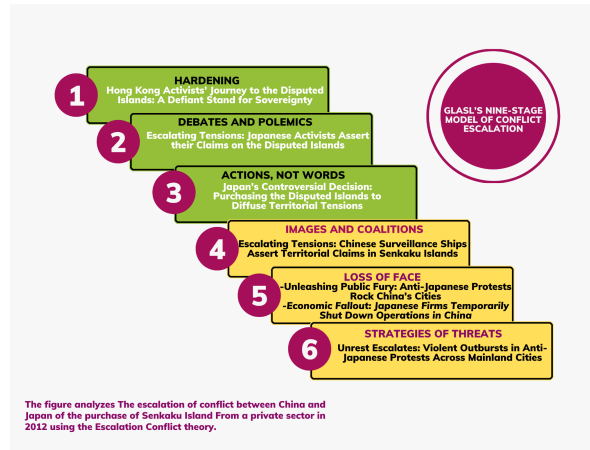 HARDENING
1
Hong Kong Activists' Journey to the Disputed
Islands: A Defiant Stand for Sovereignty
GLASL'S NINE-STAGE
MODEL OF CONFLICT
ESCALATION
DEBATES AND POLEMICS
2
Escalating Tensions: Japanese Activists Assert
their Claims on the Disputed Islands
ACTIONS, NOT WORDS
3
Japan's Controversial Decision:
Purchasing the Disputed Islands to
Diffuse Territorial Tensions
IMAGES AND COALITIONS
4
Escalating Tensions: Chinese Surveillance Ships
Assert Territorial Claims in Senkaku Islands
LOSS OF FACE
5
-Unleashing Public Fury: Anti-Japanese Protests
Rock China's Cities
-Economic Fallout: Japanese Firms Temporarily
Shut Down Operations in China
STRATEGIES OF THREATS
6
Unrest Escalates: Violent Outbursts in Anti-
Japanese Protests Across Mainland Cities
The figure analyzes The escalation of conflict between China and
Japan of the purchase of Senkaku Island From a private sector in
2012 using the Escalation Conflict theory.